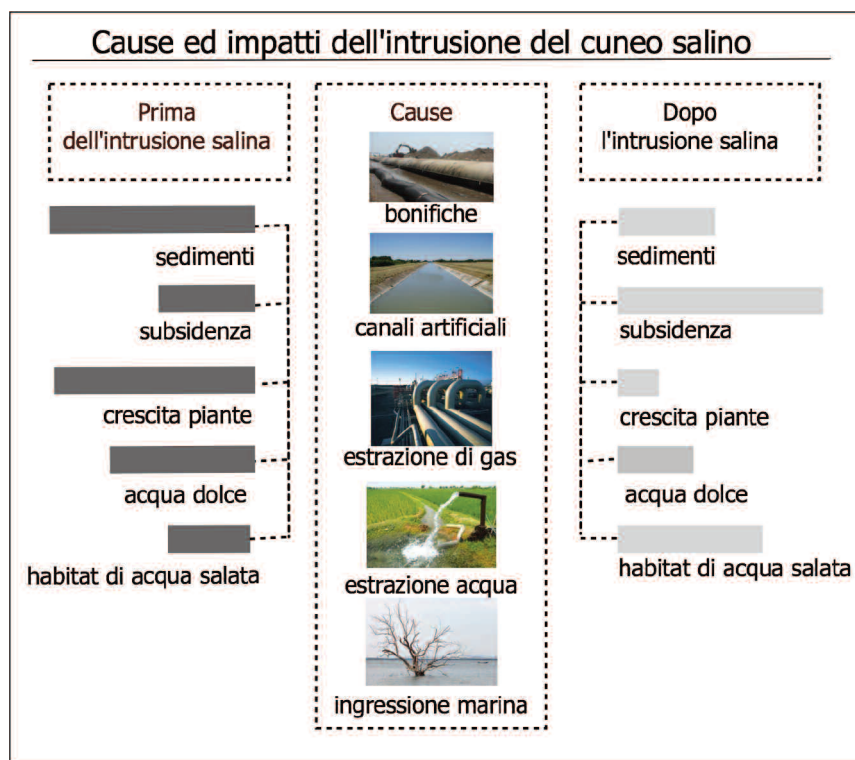 Cause ed impatti dell'intrusione del cuneo salino
Prima
dell'intrusione salina
sedimenti
subsidenza
crescita piante
acqua dolce
habitat di acqua salata
Cause
bonifiche
canali artificiali
estrazione di gas
estrazione acqua
ingressione marina
Dopo
l'intrusione salina
sedimenti
subsidenza
crescita piante
acqua dolce
habitat di acqua salata